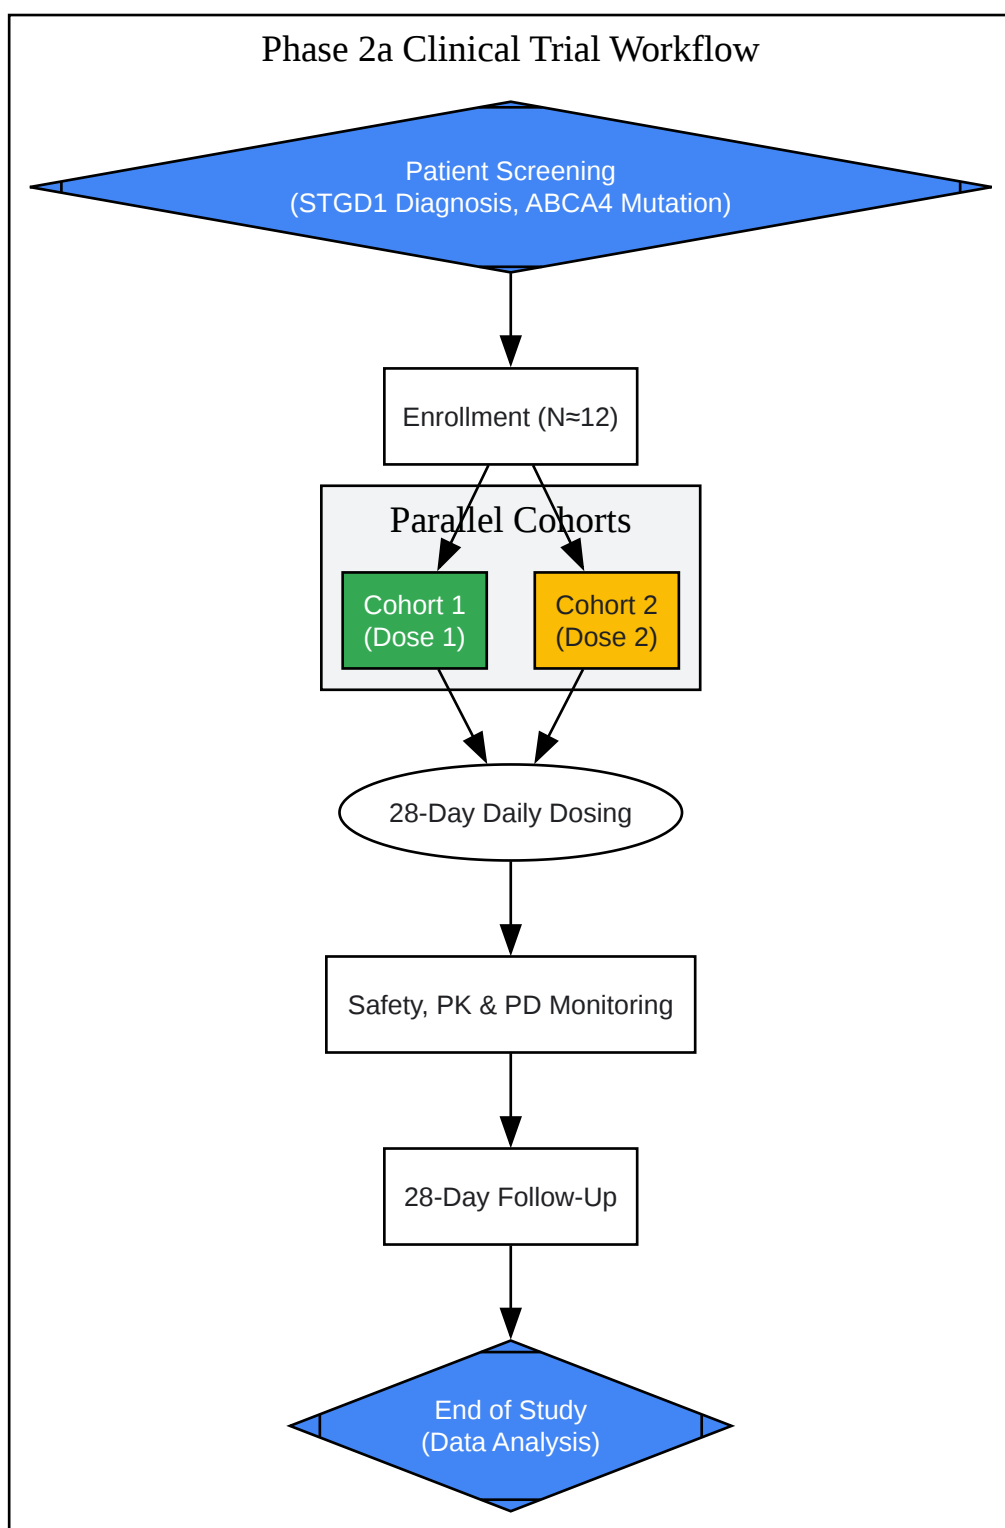 Phase 2a Clinical Trial Workflow
Patient Screening
(STGD1 Diagnosis, ABCA4 Mutation)
Enrollment (N≈12)
Parallel Cohorts
Cohort 1
(Dose 1)
Cohort 2
(Dose 2)
28-Day Daily Dosing
Safety, PK & PD Monitoring
28-Day Follow-Up
End of Study
(Data Analysis)